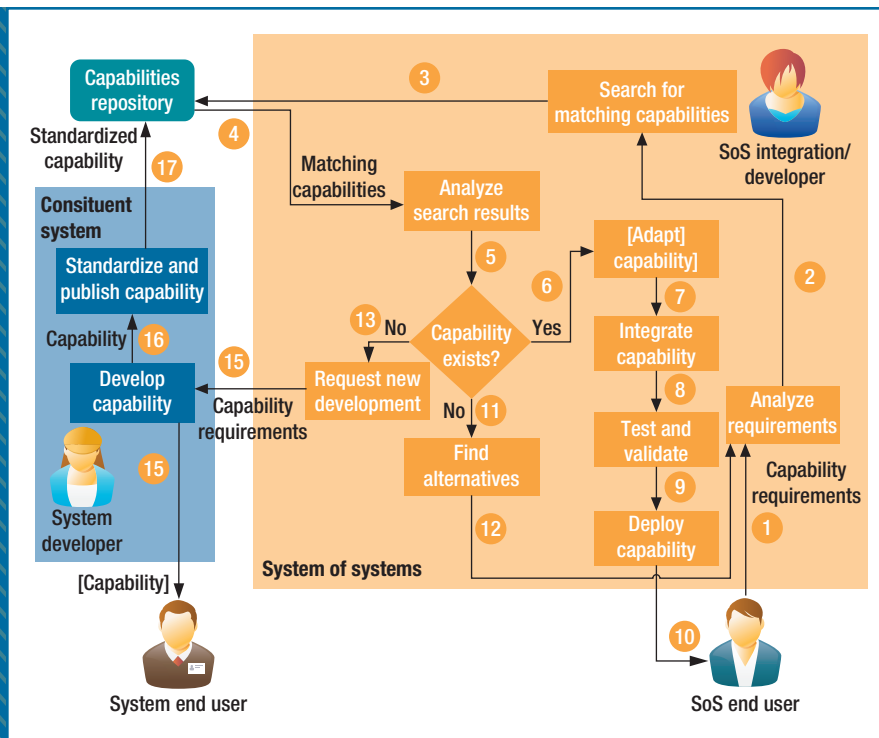 Capabilities
repository
3
Search for
matching capabilities
SoS integration/
developer
4
Standardized
capability
17
Matching
capabilities
Analyze
search results
Consituent
system
Standardize and
publish capability
5
6
[Adapt]
capability]
2
7
13
No
Capability
exists?
Yes
Integrate
capability
Capability
16
15
Develop
capability
Request new
development
Capability
requirements
8
No
11
Analyze
requirements
Test and
validate
Find
alternatives
15
Capability
requirements
9
System
developer
12
Deploy
capability
1
System of systems
[Capability]
10
System end user
SoS end user